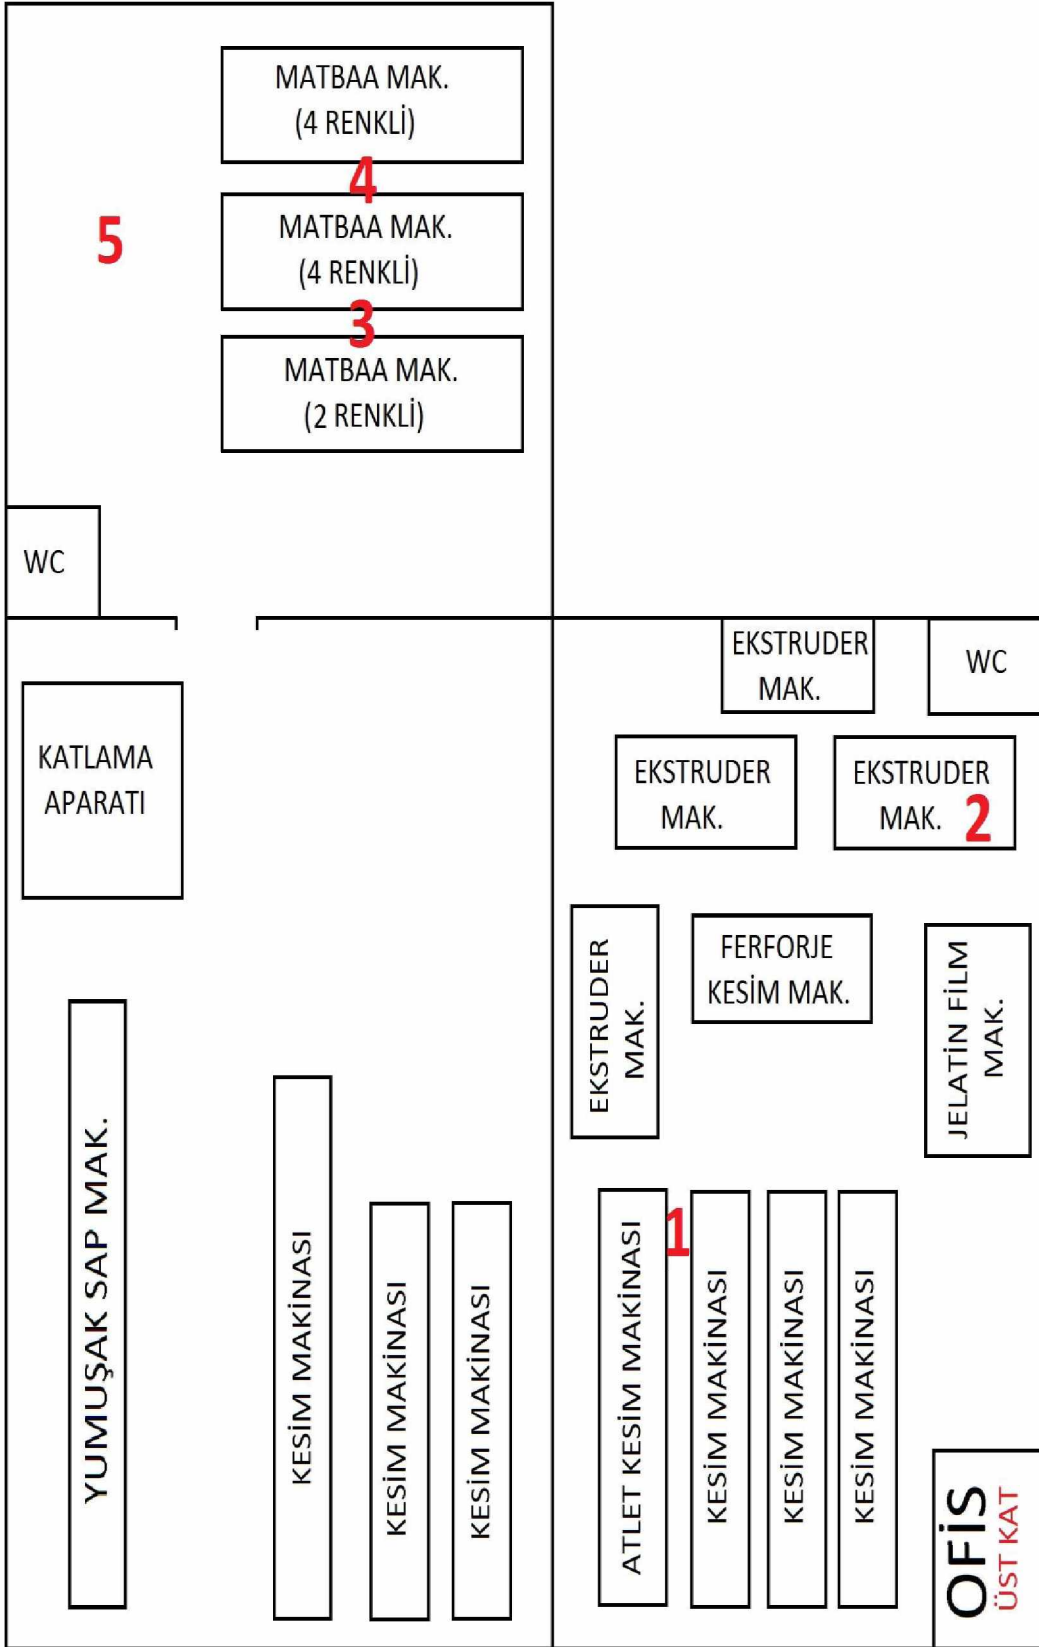 MATBAA MAK.
(4 RENKLİ)
4
MATBAA MAK.
(4 RENKLİ)
5
3
MATBAA MAK.
(2 RENKLİ)
WC
EKSTRUDER
MAK.
WC
KATLAMA
APARATI
EKSTRUDER
MAK.
EKSTRUDER
MAK.
2
EKSTRUDER
MAK.
FERFORJE
KESİM MAK.
JELATİN FİLM
MAK.
YUMUŞAK SAP MAK.
KESİM MAKİNASI
KESİM MAKİNASI
KESİM MAKİNASI
ATLET KESİM MAKİNASI
1
KESİM MAKİNASI
KESİM MAKİNASI
KESİM MAKİNASI
OFİS
ÜST KAT